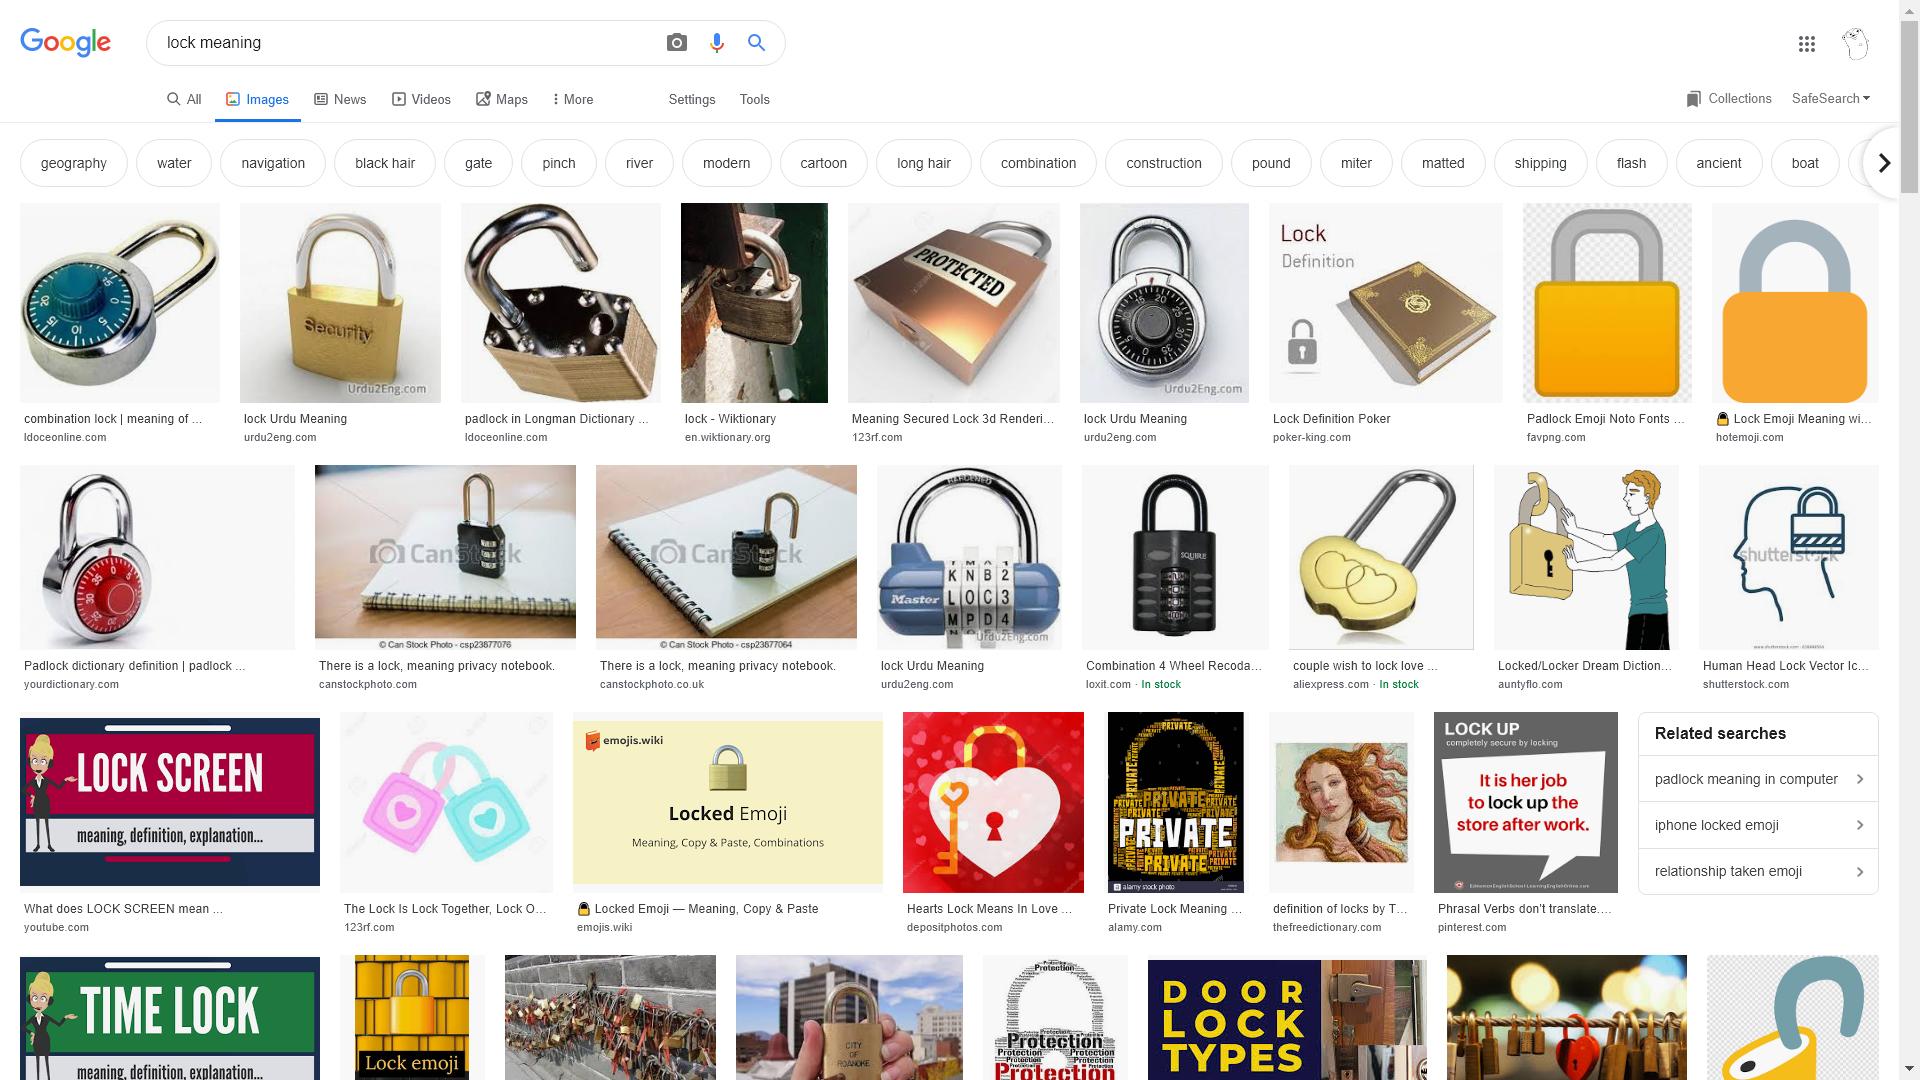 Google
lock meaning
All
Images
News
Videos
Maps
More
Settings
Tools
Collections
SafeSearch
geography
water
navigation
black hair
gate
pinch
river
modern
cartoon
long hair
combination
construction
pound
miter
matted
shipping
flash
ancient
boat
Security
Urdu2Eng.com
PROTECTED
Urdu2Eng.com
Lock
Definition
combination lock | meaning of ...
ldoceonline.com
lock Urdu Meaning
urdu2eng.com
padlock in Longman Dictionary ...
ldoceonline.com
lock - Wiktionary
en.wiktionary.org
Meaning Secured Lock 3d Renderi...
123rf.com
lock Urdu Meaning
urdu2eng.com
Lock Definition Poker
poker-king.com
Padlock Emoji Noto Fonts ...
favpng.com
Lock Emoji Meaning wi...
hotemoji.com
CanStock
© Can Stock Photo - csp23877076
CanStock
© Can Stock Photo - csp23877064
HARDENED
K N B 2
Master L O C 3
M P D 4
Urdu2Eng.com
SQUIRE
shutterstock
Padlock dictionary definition | padlock ...
yourdictionary.com
There is a lock, meaning privacy notebook.
canstockphoto.com
There is a lock, meaning privacy notebook.
canstockphoto.co.uk
lock Urdu Meaning
urdu2eng.com
Combination 4 Wheel Recoda...
loxit.com · In stock
couple wish to lock love ...
aliexpress.com · In stock
Locked/Locker Dream Diction...
auntyflo.com
Human Head Lock Vector Ic...
shutterstock.com
LOCK SCREEN
meaning, definition, explanation...
emojis.wiki
Locked Emoji
Meaning, Copy & Paste, Combinations
PRIVATE
PRIVATE
PRIVATE
alamy stock photo
LOCK UP
completely secure by locking
It is her job
to lock up the
store after work.
Related searches
padlock meaning in computer
iphone locked emoji
relationship taken emoji
What does LOCK SCREEN mean ...
youtube.com
The Lock Is Lock Together, Lock O...
123rf.com
Locked Emoji — Meaning, Copy & Paste
emojis.wiki
Hearts Lock Means In Love ...
depositphotos.com
Private Lock Meaning ...
alamy.com
definition of locks by T...
thefreedictionary.com
Phrasal Verbs don't translate....
pinterest.com
TIME LOCK
meaning, definition, explanation...
Lock emoji
CITY
OF
ROANOKE
Protection
Protection
Protection
DOOR
LOCK
TYPES